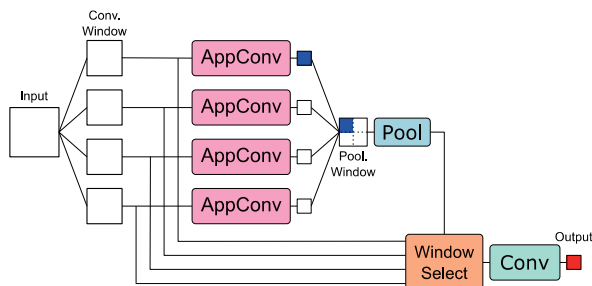 Conv.
Window
Input
AppConv
AppConv
AppConv
AppConv
Pool
Pool.
Window
Window
Select
Conv
Output